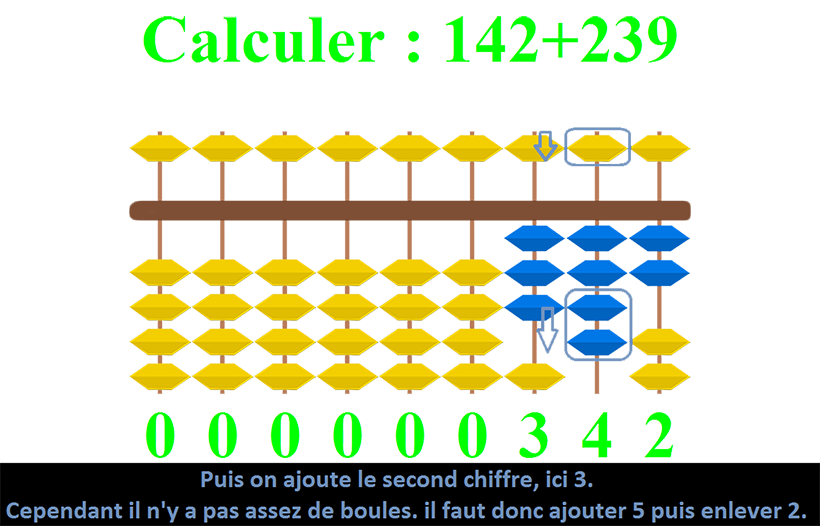 Calculer : 142+239
0 0 0 0 0 0 3 4 2
Puis on ajoute le second chiffre, ici 3.
Cependant il n'y a pas assez de boules. il faut donc ajouter 5 puis enlever 2.